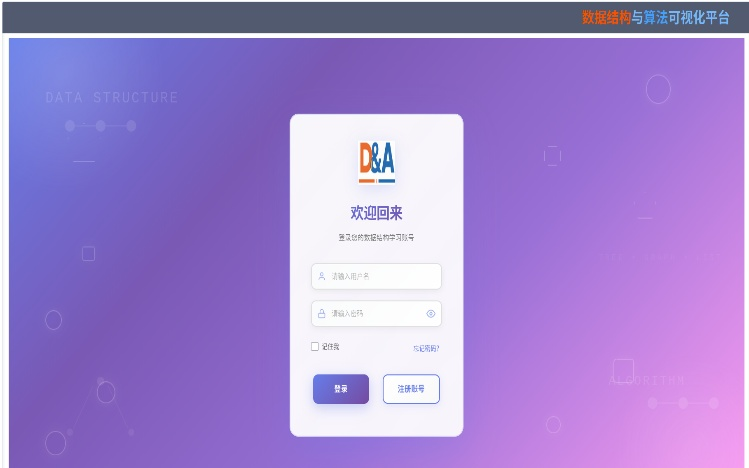 数据结构与算法可视化平台
DATA STRUCTURE
D&A
欢迎回来
登录您的数据结构学习账号
请输入用户名
请输入密码
记住我
忘记密码?
ALGORITHM
登录
注册账号